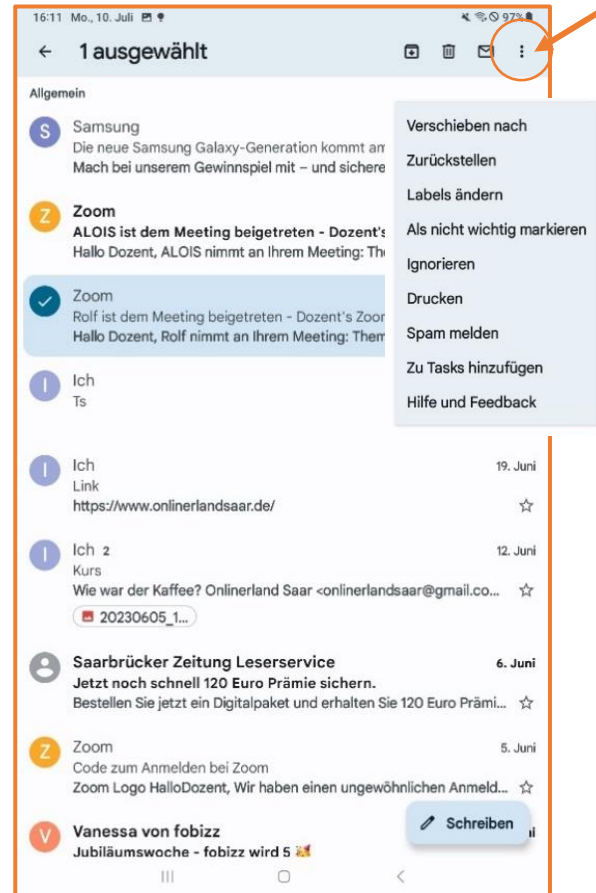 16:11 Mo., 10. Juli 97%
1 ausgewählt
Allgemein
S Samsung
Die neue Samsung Galaxy-Generation kommt am
Mach bei unserem Gewinnspiel mit – und sichere
Z Zoom
ALOIS ist dem Meeting beigetreten - Dozent's
Hallo Dozent, ALOIS nimmt an Ihrem Meeting: Th
Zoom
Rolf ist dem Meeting beigetreten - Dozent's Zoor
Hallo Dozent, Rolf nimmt an Ihrem Meeting: Them
Verschieben nach
Zurückstellen
Labels ändern
Als nicht wichtig markieren
Ignorieren
Drucken
Spam melden
Zu Tasks hinzufügen
Hilfe und Feedback
I Ich
Ts
I Ich 19. Juni
Link
https://www.onlinerlandsaar.de/
I Ich 2 12. Juni
Kurs
Wie war der Kaffee? Onlinerland Saar <onlinerlandsaar@gmail.co...
20230605_1...
Saarbrücker Zeitung Leserservice 6. Juni
Jetzt noch schnell 120 Euro Prämie sichern.
Bestellen Sie jetzt ein Digitalpaket und erhalten Sie 120 Euro Prämi...
Z Zoom 5. Juni
Code zum Anmelden bei Zoom
Zoom Logo HalloDozent, Wir haben einen ungewöhnlichen Anmeld...
V Vanessa von fobizz
Jubiläumswoche - fobizz wird 5 🥳
Schreiben